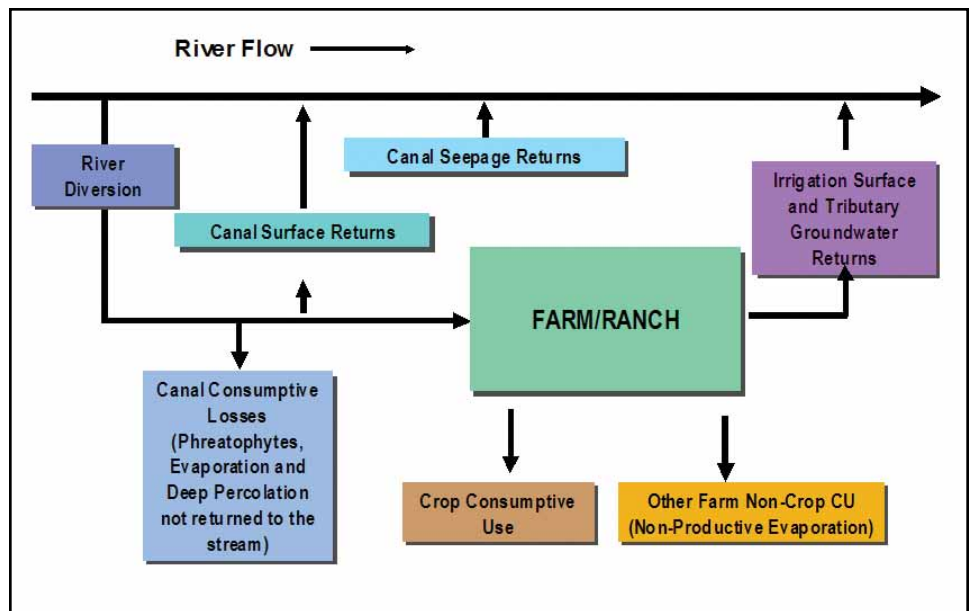 River Flow
River
Diversion
Canal Seepage Returns
Irrigation Surface
and Tributary
Groundwater
Returns
Canal Surface Returns
FARM/RANCH
Canal Consumptive
Losses
(Phreatophytes,
Evaporation and
Deep Percolation
not returned to the
stream)
Crop Consumptive
Use
Other Farm Non-Crop CU
(Non-Productive Evaporation)